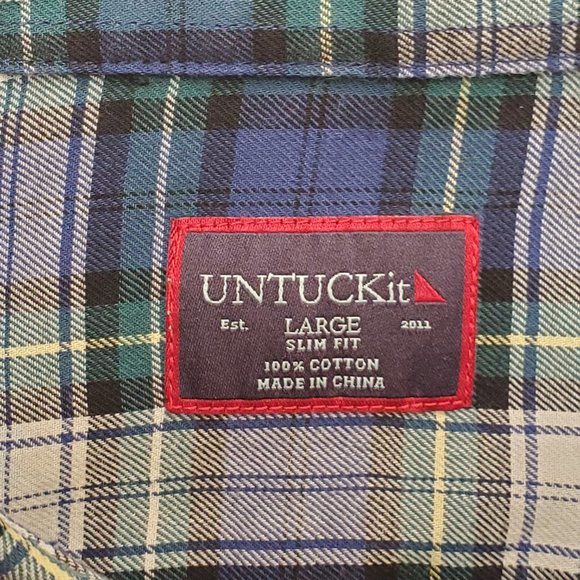 UNTUCKit
Est. LARGE 2011
SLIM FIT
100% COTTON
MADE IN CHINA